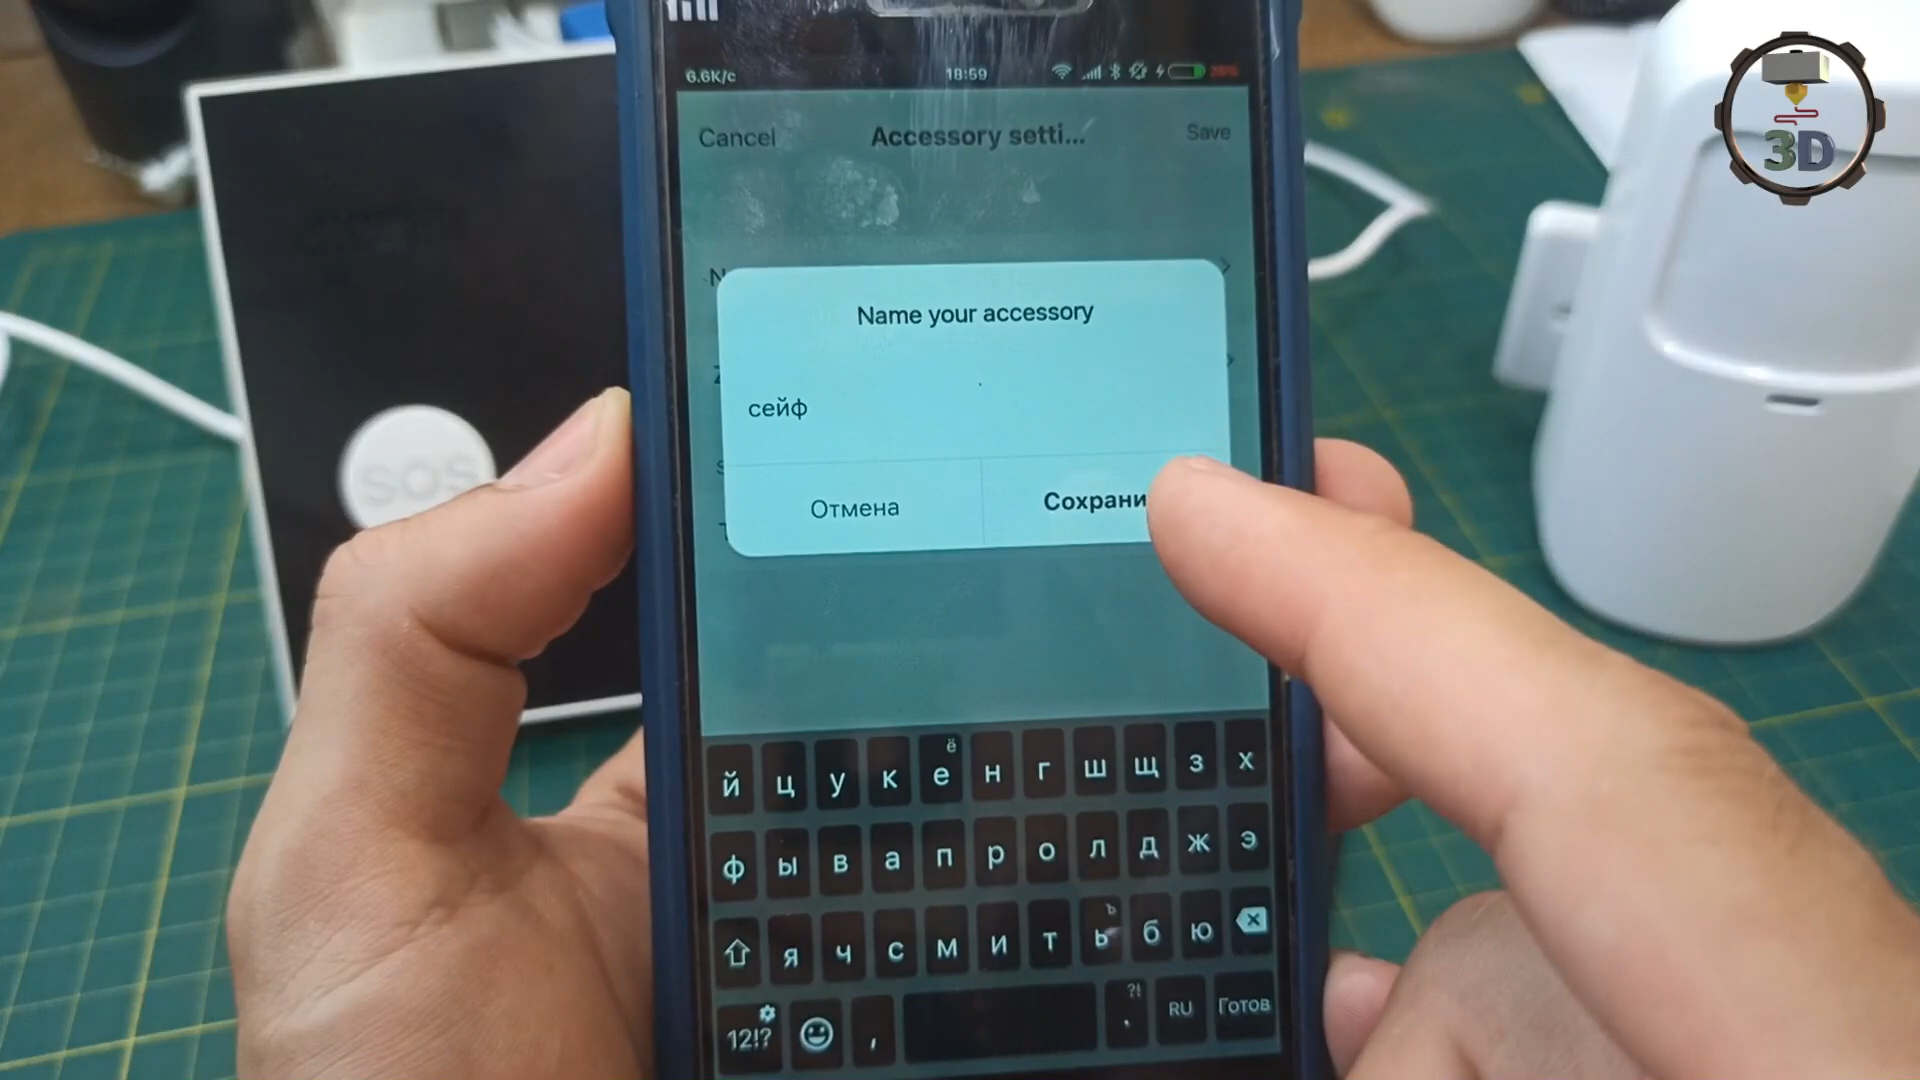 6.6K/c 18:59 26%
Cancel Accessory setti... Save
Name your accessory
сейф
Отмена Сохрани
й ц у к е ё н г ш щ з х
ф ы в а п р о л д ж э
я ч с м и т ь ъ б ю
12!? , . ?! RU Готов
SOS
3D